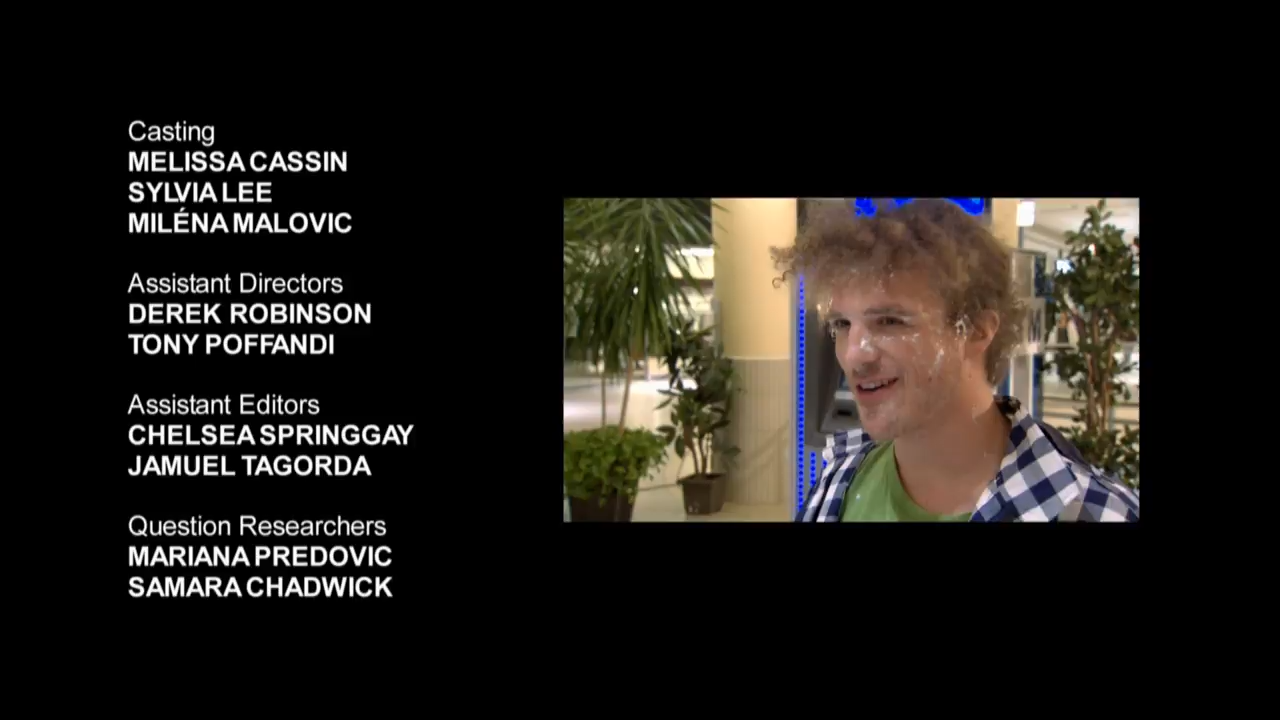 Casting
MELISSA CASSIN
SYLVIA LEE
MILÉNA MALOVIC
Assistant Directors
DEREK ROBINSON
TONY POFFANDI
Assistant Editors
CHELSEA SPRINGGAY
JAMUEL TAGORDA
Question Researchers
MARIANA PREDOVIC
SAMARA CHADWICK